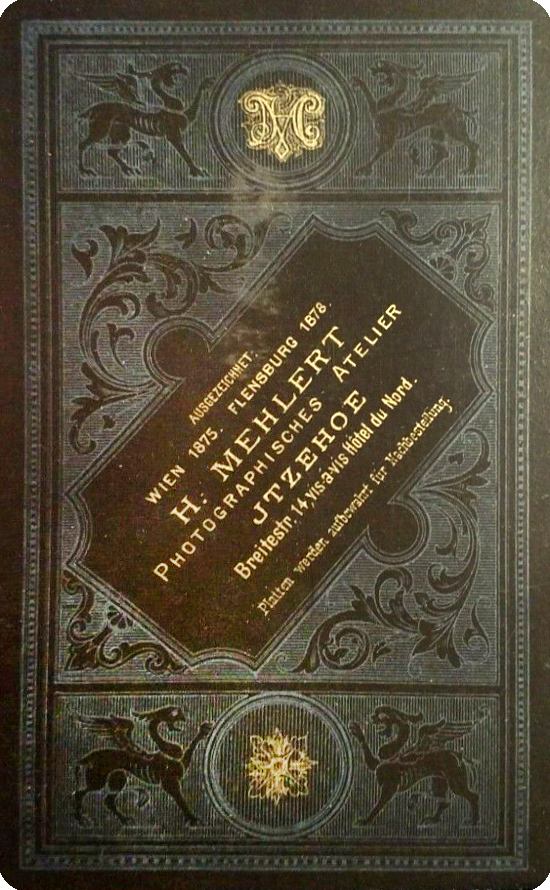 AUSGEZEICHNET.
WIEN 1875. FLENSBURG 1878.
H. MEHLERT
PHOTOGRAPHISCHES ATELIER
JTZEHOE
Breitestr. 14, vis-a-vis Hôtel du Nord.
Platten werden aufbewahrt für Nachbestellung.